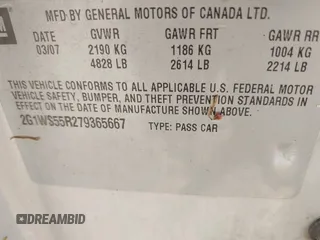 GM MFD BY GENERAL MOTORS OF CANADA LTD.
DATE GVWR GAWR FRT GAWR RR
03/07 2190 KG 1186 KG 1004 KG
4828 LB 2614 LB 2214 LB
THIS VEHICLE CONFORMS TO ALL APPLICABLE U.S. FEDERAL MOTOR
VEHICLE SAFETY, BUMPER, AND THEFT PREVENTION STANDARDS IN
EFFECT ON THE DATE OF MANUFACTURE SHOWN ABOVE.
2G1WS55R279365667 TYPE: PASS CAR
DREAMBID